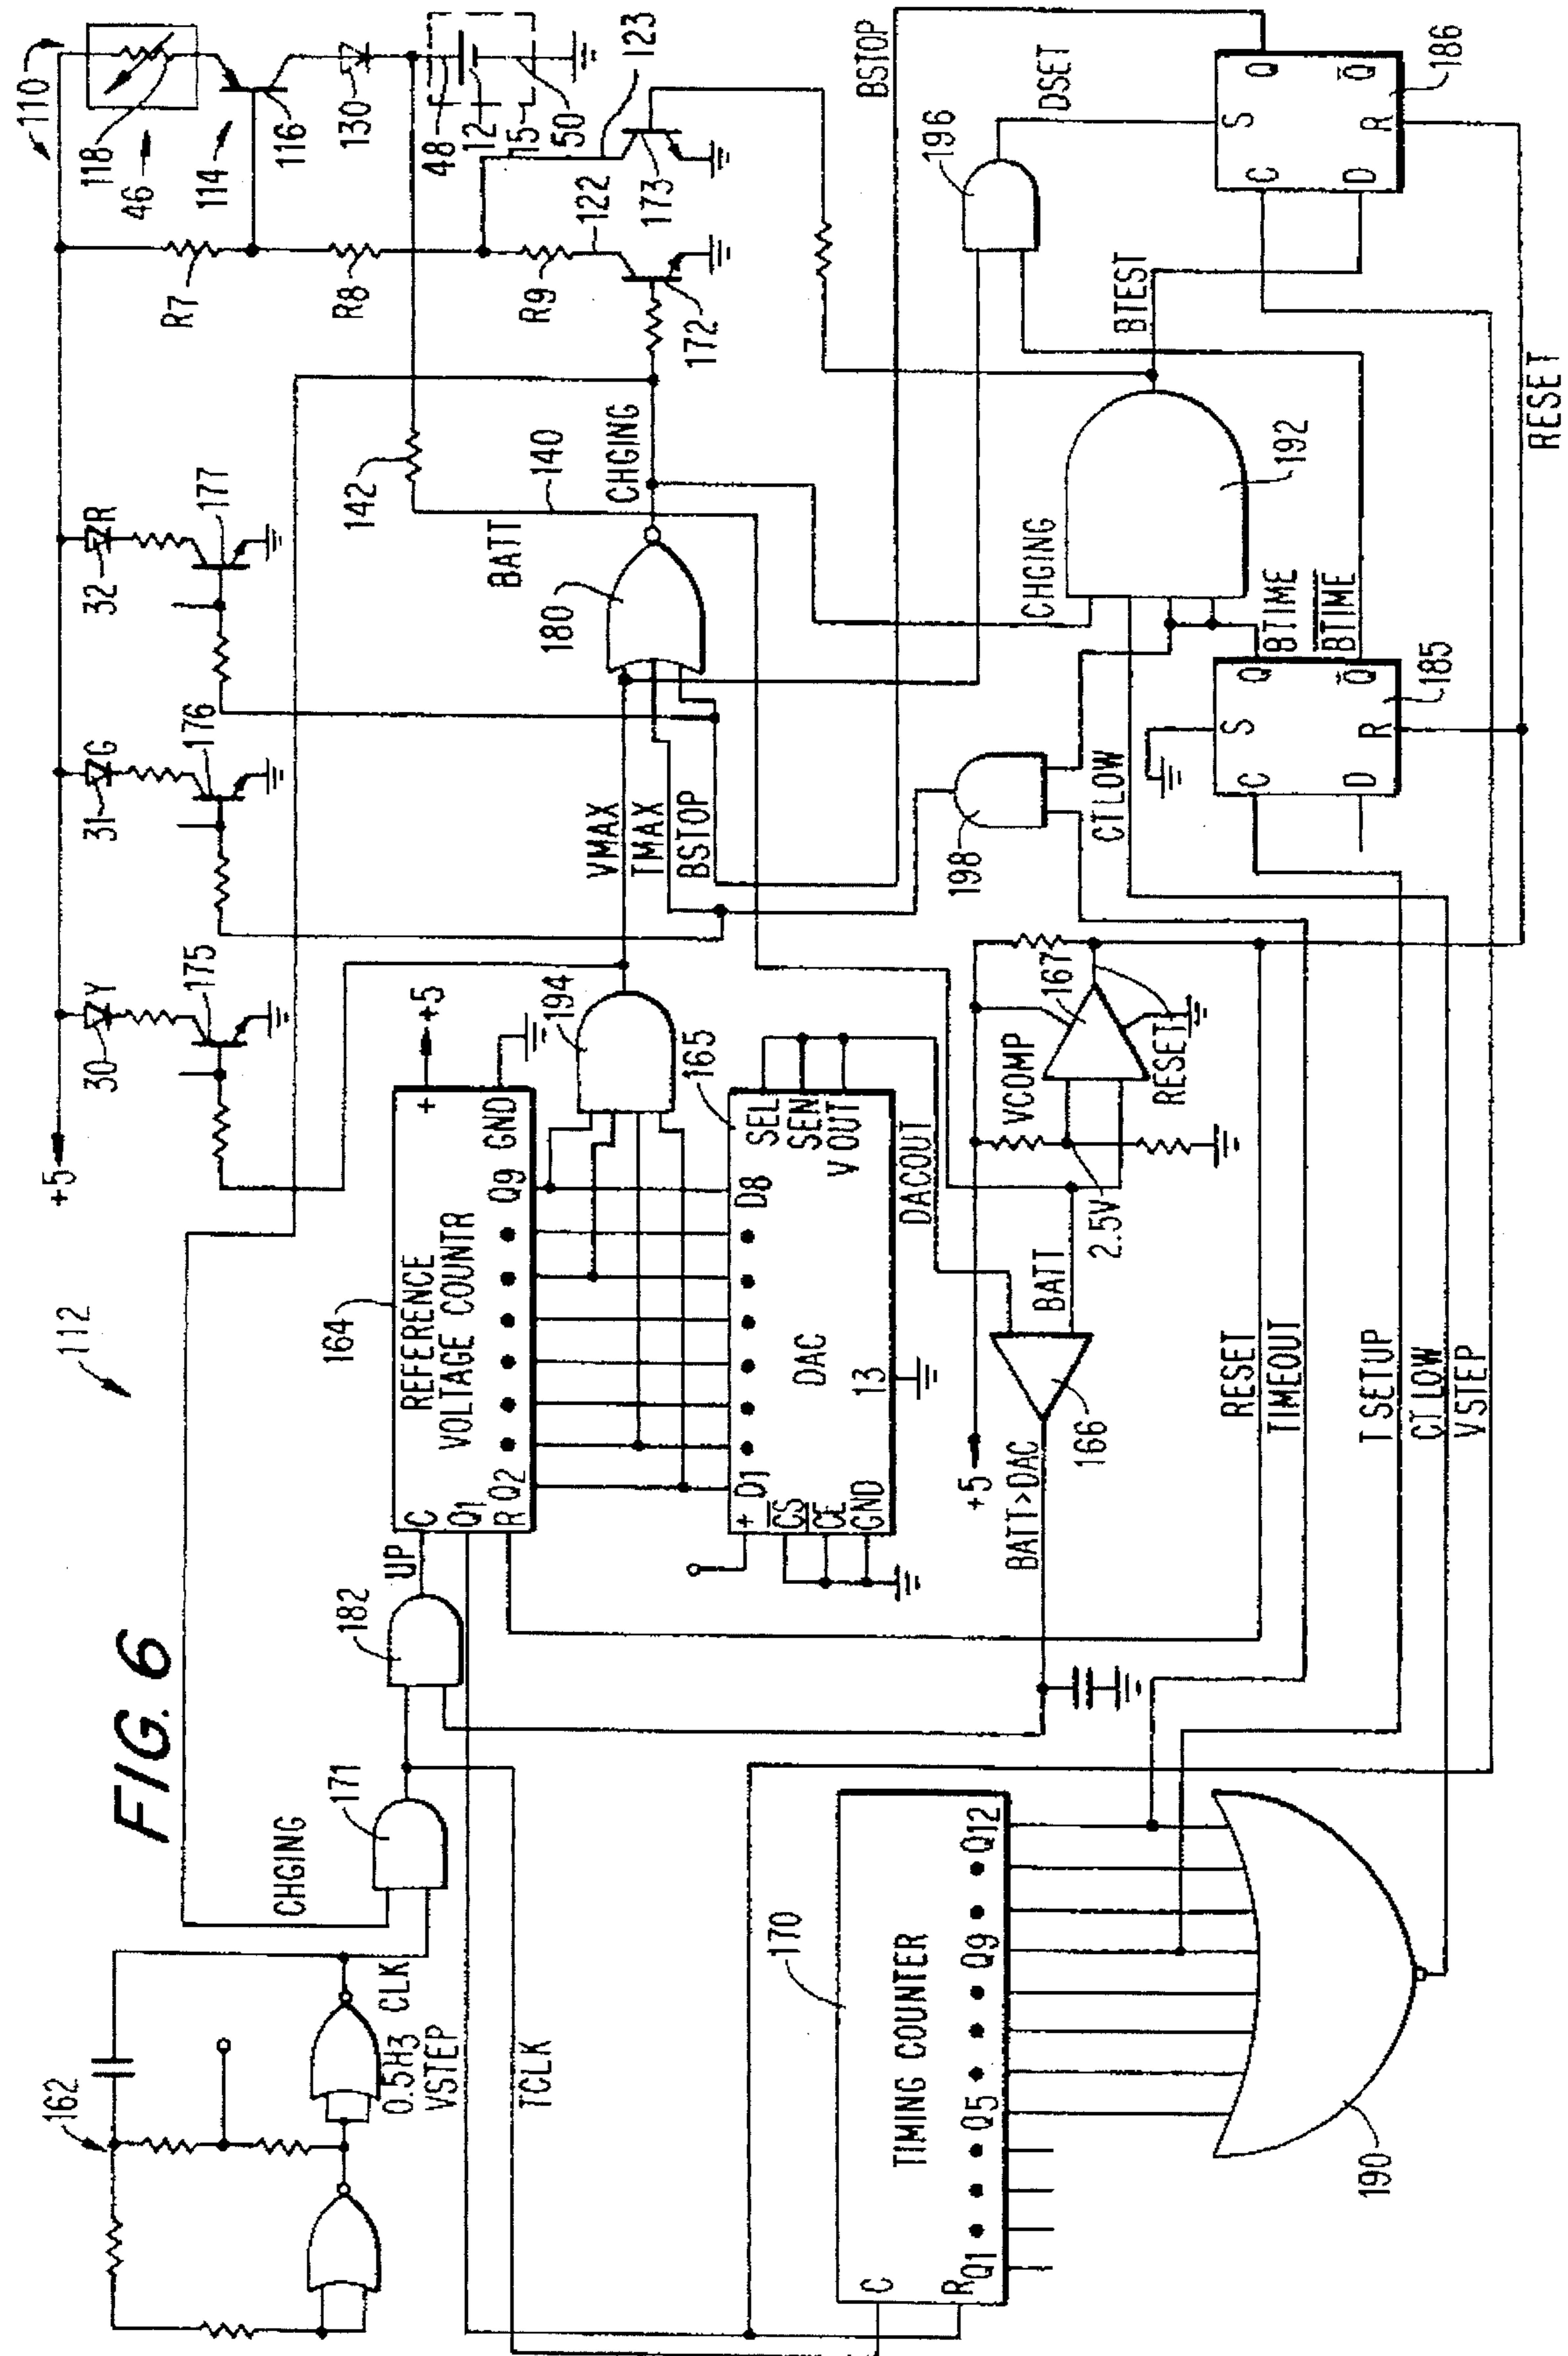 FIG. 6
112
110
+5
30
Y
175
31
G
176
32
R
177
R7
R8
R9
118
46
114
116
130
48
12
15
50
123
122
173
172
142
140
BATT
CHGING
180
VMAX
TMAX
BSTOP
BSTOP
162
CLK
0.5H3
VSTEP
TCLK
CHGING
171
182
UP
164
REFERENCE
VOLTAGE COUNTR
C
Q1
R
Q2
Q9
+
GND
+5
194
165
DAC
+
D1
D8
CS
CE
GND
13
SEL
SEN
V OUT
DACOUT
BATT>DAC
166
BATT
+5
2.5V
VCOMP
167
RESET
RESET
TIMEOUT
T SETUP
CT LOW
VSTEP
170
TIMING COUNTER
C
R
Q1
Q5
Q9
Q12
190
198
CT LOW
CHGING
192
BTEST
BTIME
BTIME
185
C
S
D
R
Q
Q
196
DSET
186
C
S
D
R
Q
Q
RESET